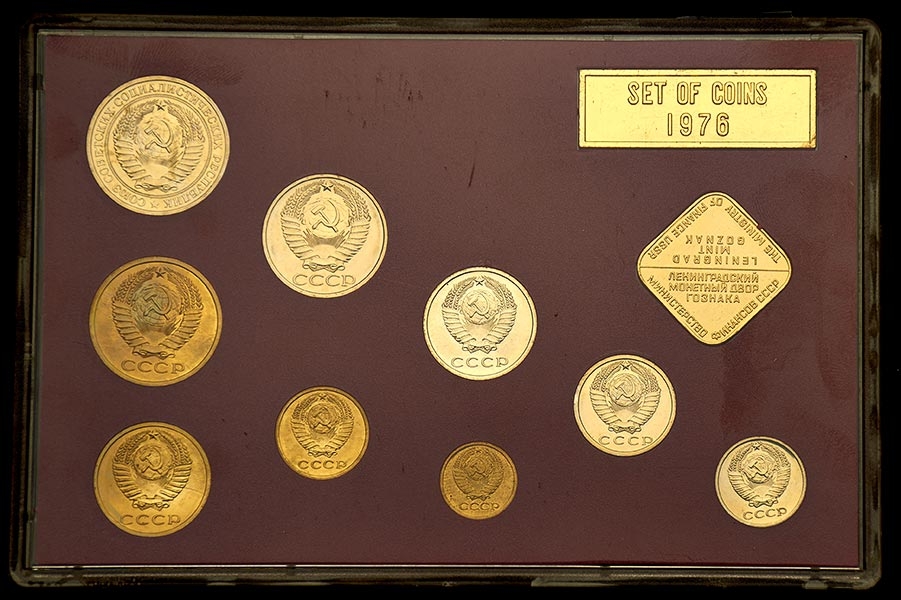 SET OF COINS
1976
СОЮЗ СОВЕТСКИХ СОЦИАЛИСТИЧЕСКИХ РЕСПУБЛИК
СССР
СССР
СССР
THE MINISTRY OF FINANCE USSR
LENINGRAD
MINT
GOZNAK
ЛЕНИНГРАДСКИЙ
МОНЕТНЫЙ ДВОР
ГОЗНАКА
МИНИСТЕРСТВО ФИНАНСОВ СССР
СССР
СССР
СССР
СССР
СССР